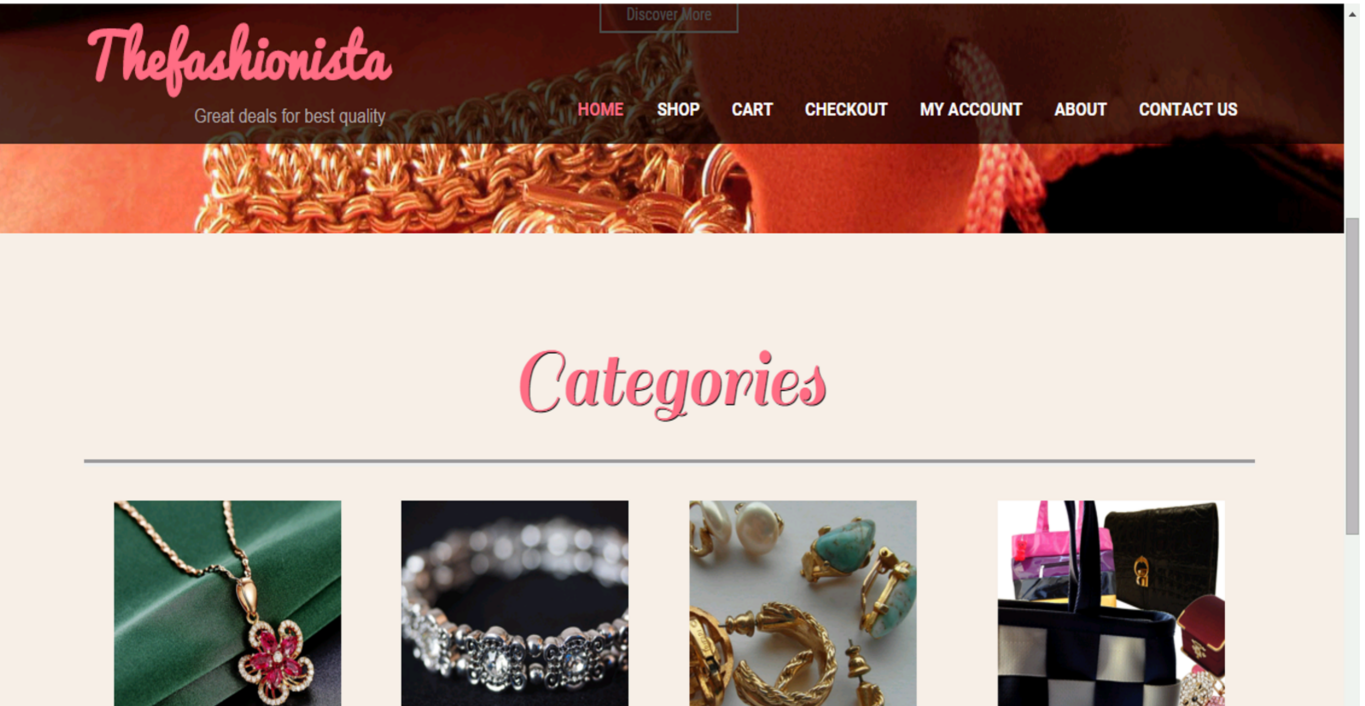 Discover More
Thefashionista
Great deals for best quality
HOME SHOP CART CHECKOUT MY ACCOUNT ABOUT CONTACT US
Categories